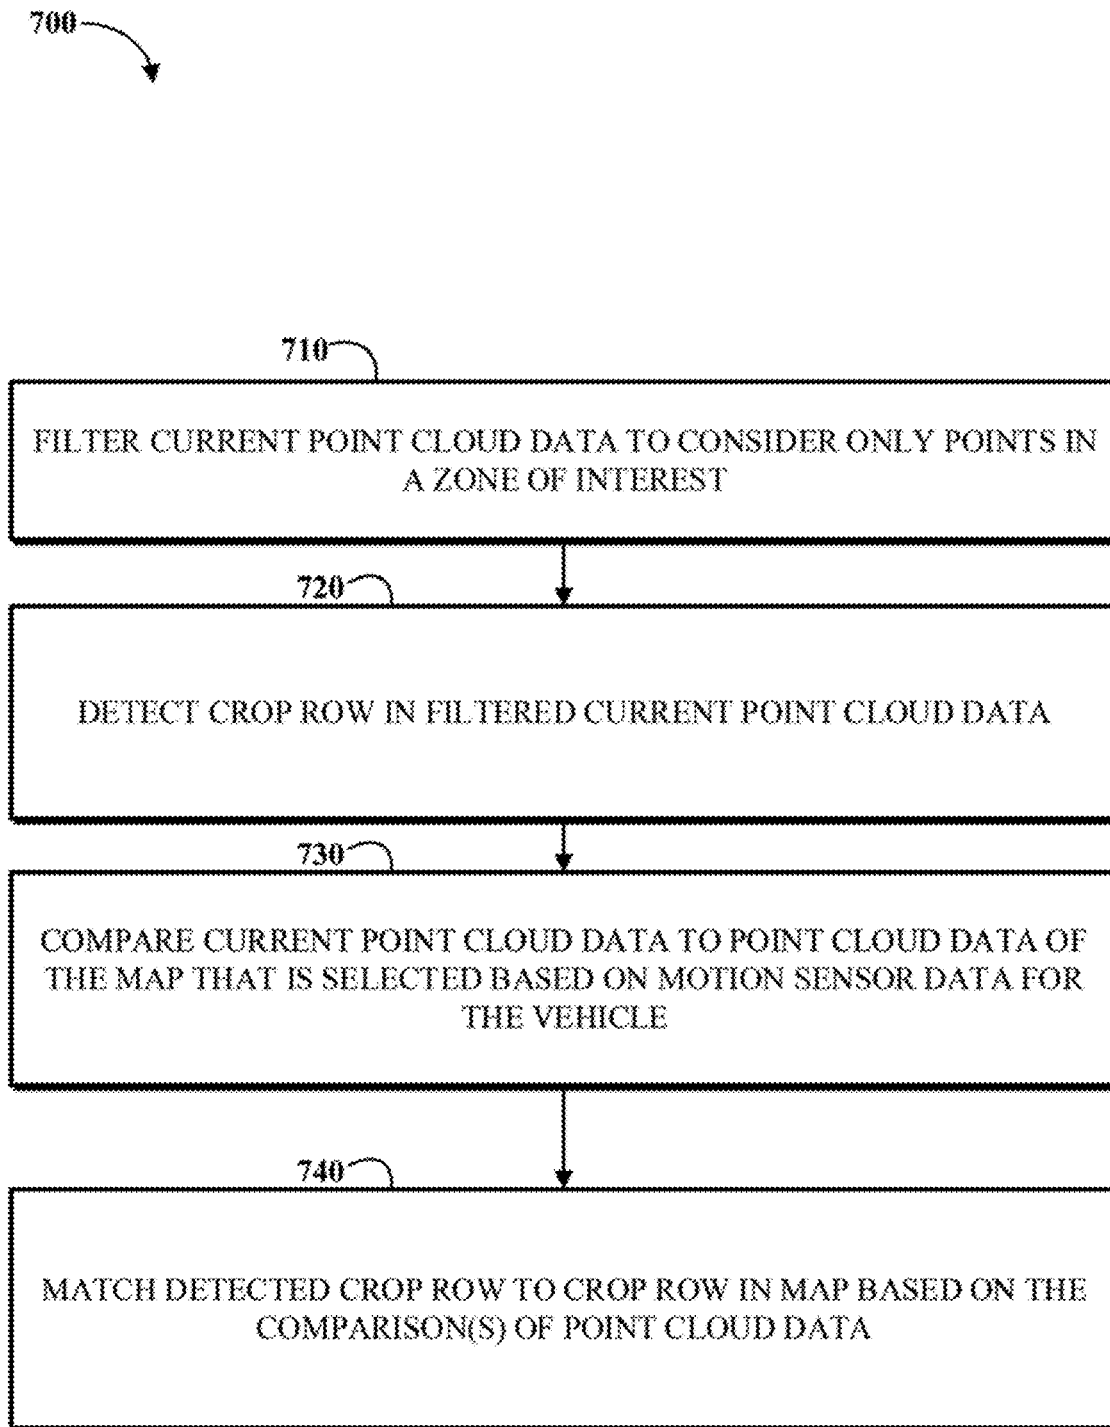 700
710
FILTER CURRENT POINT CLOUD DATA TO CONSIDER ONLY POINTS IN
A ZONE OF INTEREST
720
DETECT CROP ROW IN FILTERED CURRENT POINT CLOUD DATA
730
COMPARE CURRENT POINT CLOUD DATA TO POINT CLOUD DATA OF
THE MAP THAT IS SELECTED BASED ON MOTION SENSOR DATA FOR
THE VEHICLE
740
MATCH DETECTED CROP ROW TO CROP ROW IN MAP BASED ON THE
COMPARISON(S) OF POINT CLOUD DATA